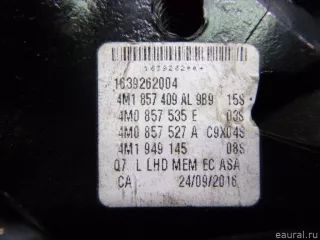 1639262004
4M1 857 409 AL 9B9 15S
4M0 857 535 E 03S
4M0 857 527 A C9X04S
4M1 949 145 08S
Q7 L LHD MEM EC ASA
CA 24/09/2016
© eaural.ru